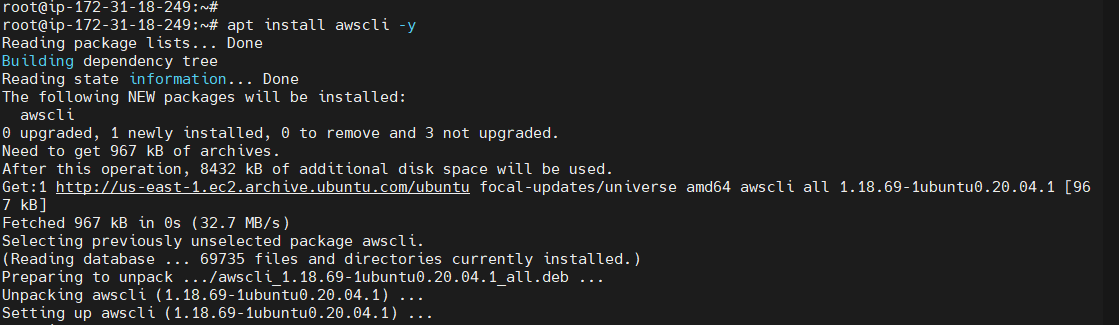 root@ip-172-31-18-249:~#
root@ip-172-31-18-249:~# apt install awscli -y
Reading package lists... Done
Building dependency tree
Reading state information... Done
The following NEW packages will be installed:
  awscli
0 upgraded, 1 newly installed, 0 to remove and 3 not upgraded.
Need to get 967 kB of archives.
After this operation, 8432 kB of additional disk space will be used.
Get:1 http://us-east-1.ec2.archive.ubuntu.com/ubuntu focal-updates/universe amd64 awscli all 1.18.69-1ubuntu0.20.04.1 [96
7 kB]
Fetched 967 kB in 0s (32.7 MB/s)
Selecting previously unselected package awscli.
(Reading database ... 69735 files and directories currently installed.)
Preparing to unpack .../awscli_1.18.69-1ubuntu0.20.04.1_all.deb ...
Unpacking awscli (1.18.69-1ubuntu0.20.04.1) ...
Setting up awscli (1.18.69-1ubuntu0.20.04.1) ...